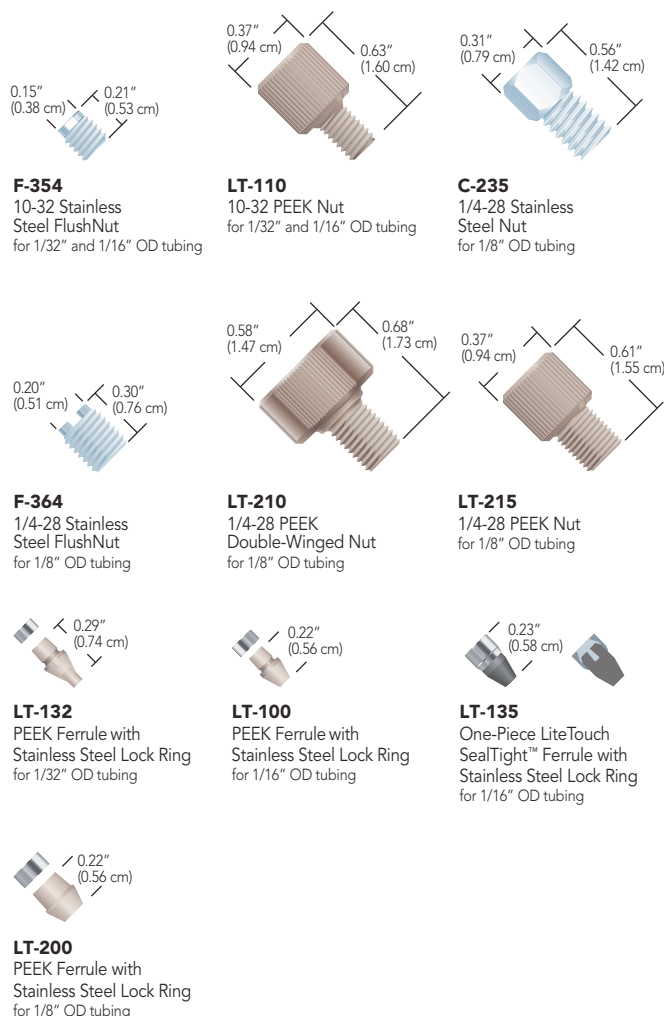 0.15″
(0.38 cm)
0.21″
(0.53 cm)
F-354
10-32 Stainless
Steel FlushNut
for 1/32″ and 1/16″ OD tubing
0.37″
(0.94 cm)
0.63″
(1.60 cm)
LT-110
10-32 PEEK Nut
for 1/32″ and 1/16″ OD tubing
0.31″
(0.79 cm)
0.56″
(1.42 cm)
C-235
1/4-28 Stainless
Steel Nut
for 1/8″ OD tubing
0.20″
(0.51 cm)
0.30″
(0.76 cm)
F-364
1/4-28 Stainless
Steel FlushNut
for 1/8″ OD tubing
0.58″
(1.47 cm)
0.68″
(1.73 cm)
LT-210
1/4-28 PEEK
Double-Winged Nut
for 1/8″ OD tubing
0.37″
(0.94 cm)
0.61″
(1.55 cm)
LT-215
1/4-28 PEEK Nut
for 1/8″ OD tubing
0.29″
(0.74 cm)
LT-132
PEEK Ferrule with
Stainless Steel Lock Ring
for 1/32″ OD tubing
0.22″
(0.56 cm)
LT-100
PEEK Ferrule with
Stainless Steel Lock Ring
for 1/16″ OD tubing
0.23″
(0.58 cm)
LT-135
One-Piece LiteTouch
SealTight™ Ferrule with
Stainless Steel Lock Ring
for 1/16″ OD tubing
0.22″
(0.56 cm)
LT-200
PEEK Ferrule with
Stainless Steel Lock Ring
for 1/8″ OD tubing